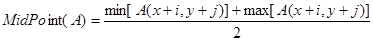 MidPoint(A) = (min[A(x+i, y+j)] + max[A(x+i, y+j)]) / 2